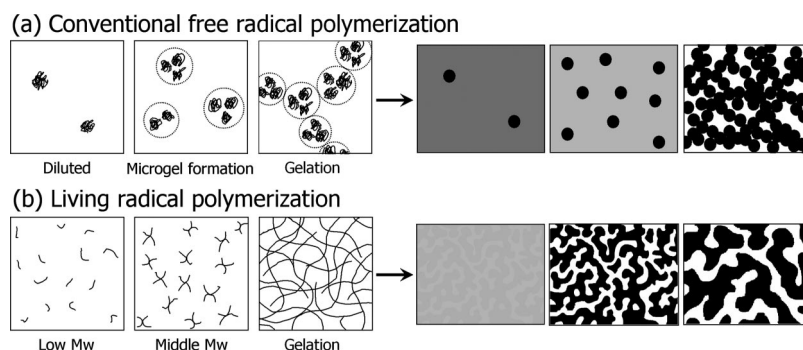 (a) Conventional free radical polymerization
Diluted
Microgel formation
Gelation
(b) Living radical polymerization
Low Mw
Middle Mw
Gelation